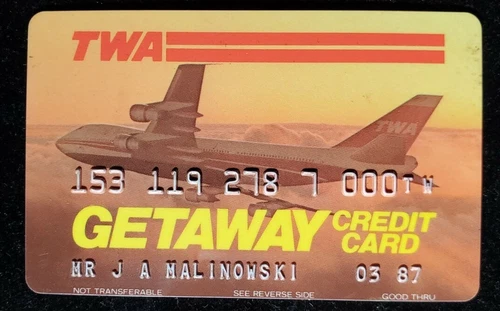 TWA
TWA
153 119 278 7 000TW
GETAWAY CREDIT CARD
MR J A MALINOWSKI 03 87
NOT TRANSFERABLE SEE REVERSE SIDE GOOD THRU